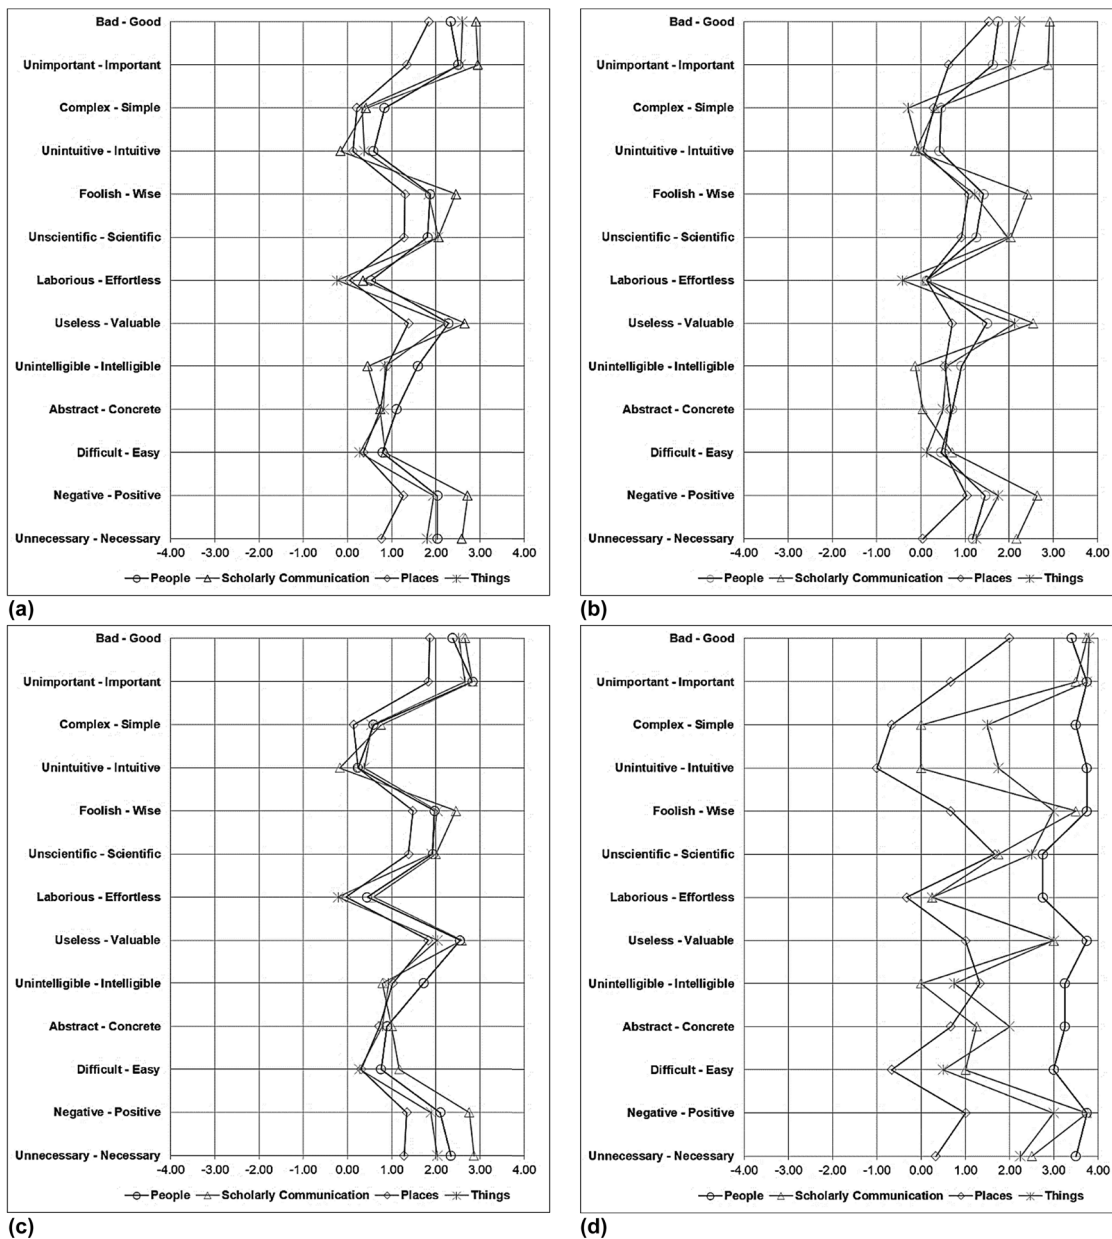 Bad - Good
Unimportant - Important
Complex - Simple
Unintuitive - Intuitive
Foolish - Wise
Unscientific - Scientific
Laborious - Effortless
Useless - Valuable
Unintelligible - Intelligible
Abstract - Concrete
Difficult - Easy
Negative - Positive
Unnecessary - Necessary
-4.00 -3.00 -2.00 -1.00 0.00 1.00 2.00 3.00 4.00
People Scholarly Communication Places Things
(a)
Bad - Good
Unimportant - Important
Complex - Simple
Unintuitive - Intuitive
Foolish - Wise
Unscientific - Scientific
Laborious - Effortless
Useless - Valuable
Unintelligible - Intelligible
Abstract - Concrete
Difficult - Easy
Negative - Positive
Unnecessary - Necessary
-4.00 -3.00 -2.00 -1.00 0.00 1.00 2.00 3.00 4.00
People Scholarly Communication Places Things
(b)
Bad - Good
Unimportant - Important
Complex - Simple
Unintuitive - Intuitive
Foolish - Wise
Unscientific - Scientific
Laborious - Effortless
Useless - Valuable
Unintelligible - Intelligible
Abstract - Concrete
Difficult - Easy
Negative - Positive
Unnecessary - Necessary
-4.00 -3.00 -2.00 -1.00 0.00 1.00 2.00 3.00 4.00
People Scholarly Communication Places Things
(c)
Bad - Good
Unimportant - Important
Complex - Simple
Unintuitive - Intuitive
Foolish - Wise
Unscientific - Scientific
Laborious - Effortless
Useless - Valuable
Unintelligible - Intelligible
Abstract - Concrete
Difficult - Easy
Negative - Positive
Unnecessary - Necessary
-4.00 -3.00 -2.00 -1.00 0.00 1.00 2.00 3.00 4.00
People Scholarly Communication Places Things
(d)